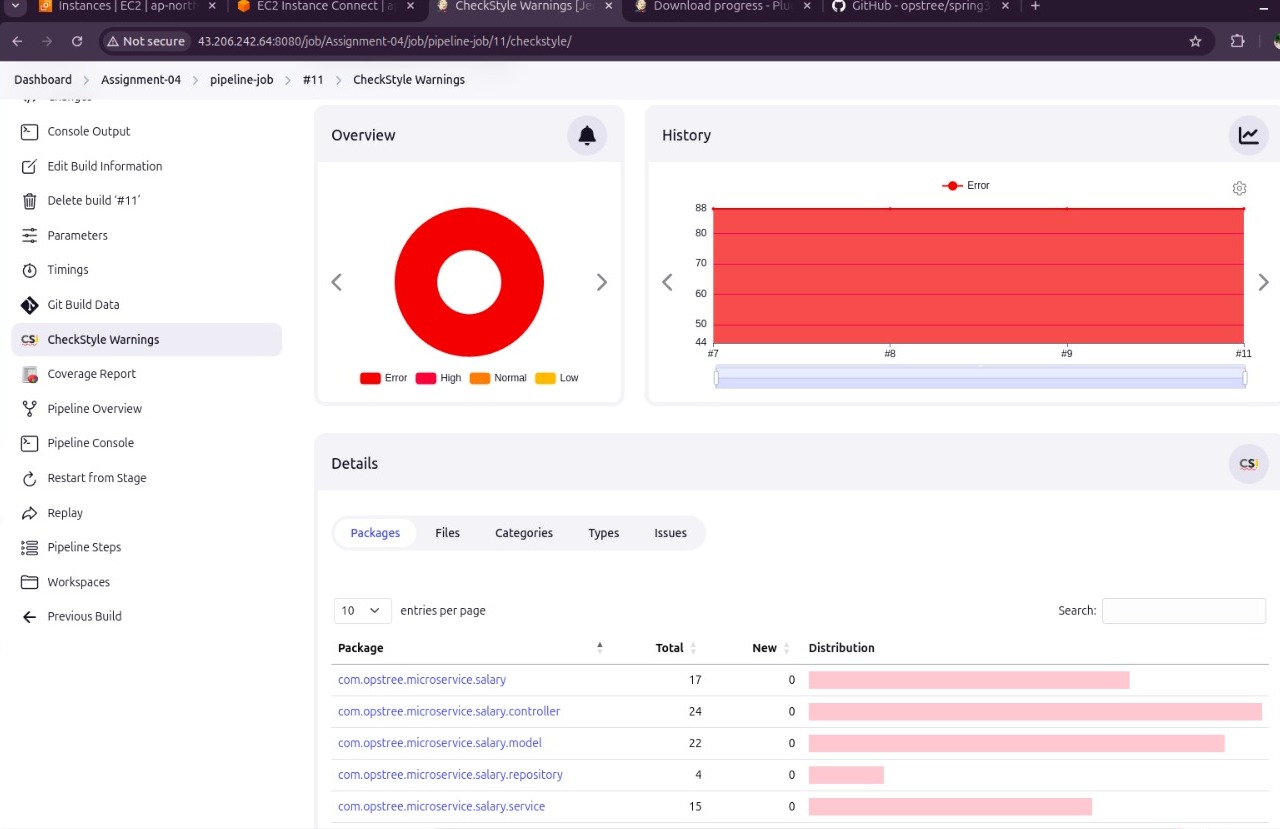 Instances | EC2 | ap-north
EC2 Instance Connect | a
CheckStyle Warnings [Je
Download progress - Plu
GitHub - opstree/spring3
Not secure
43.206.242.64:8080/job/Assignment-04/job/pipeline-job/11/checkstyle/
Dashboard > Assignment-04 > pipeline-job > #11 > CheckStyle Warnings
Changes
Console Output
Edit Build Information
Delete build ‘#11’
Parameters
Timings
Git Build Data
CheckStyle Warnings
Coverage Report
Pipeline Overview
Pipeline Console
Restart from Stage
Replay
Pipeline Steps
Workspaces
Previous Build
Overview
Error High Normal Low
History
Error
88
80
70
60
50
44
#7 #8 #9 #11
Details
CS
Packages Files Categories Types Issues
10 entries per page Search:
Package Total New Distribution
com.opstree.microservice.salary 17 0
com.opstree.microservice.salary.controller 24 0
com.opstree.microservice.salary.model 22 0
com.opstree.microservice.salary.repository 4 0
com.opstree.microservice.salary.service 15 0